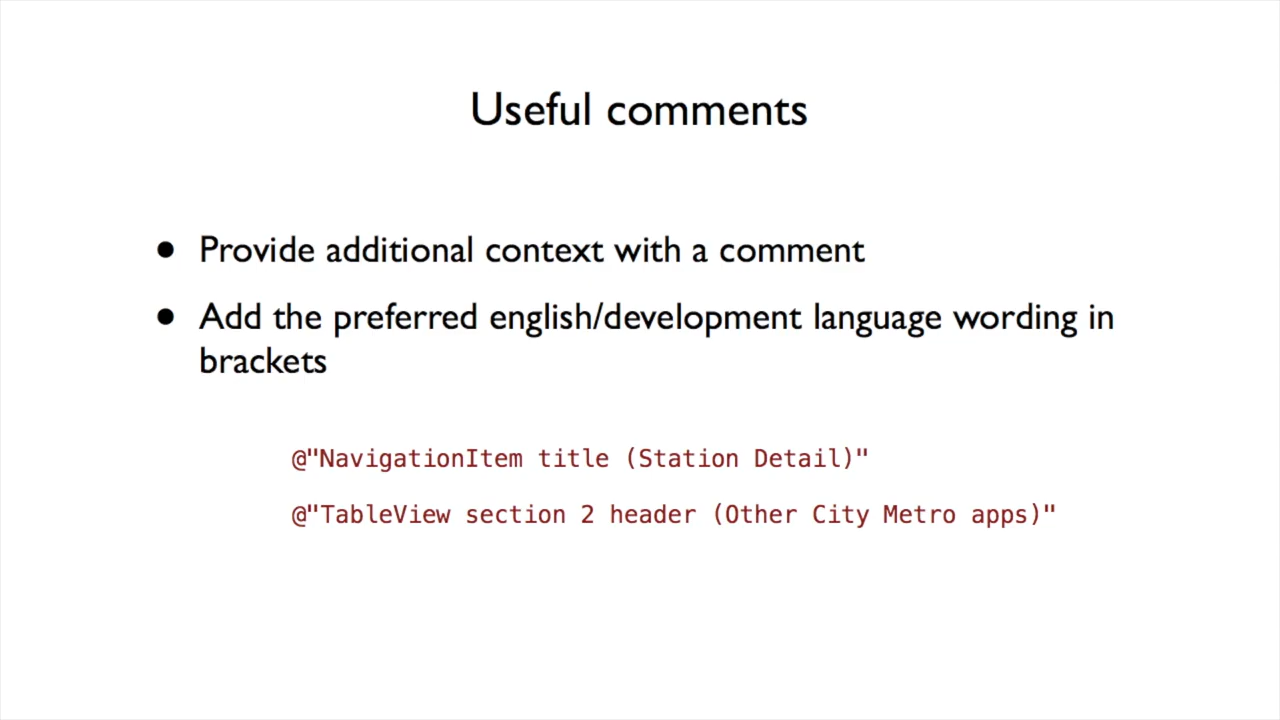 Useful comments
• Provide additional context with a comment
• Add the preferred english/development language wording in
brackets
@"NavigationItem title (Station Detail)"
@"TableView section 2 header (Other City Metro apps)"